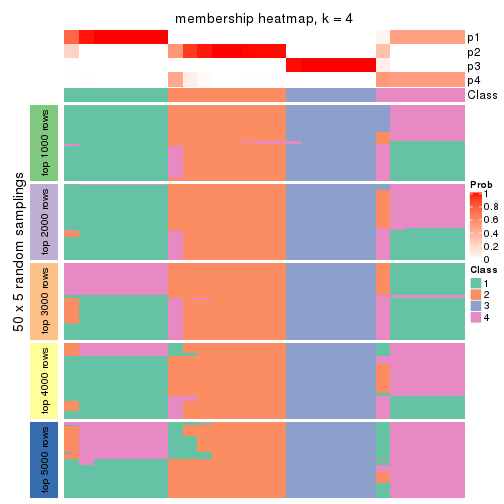 membership heatmap, k = 4
p1
p2
p3
p4
Class
50 x 5 random samplings
top 1000 rows
top 2000 rows
top 3000 rows
top 4000 rows
top 5000 rows
Prob
1
0.8
0.6
0.4
0.2
0
Class
1
2
3
4